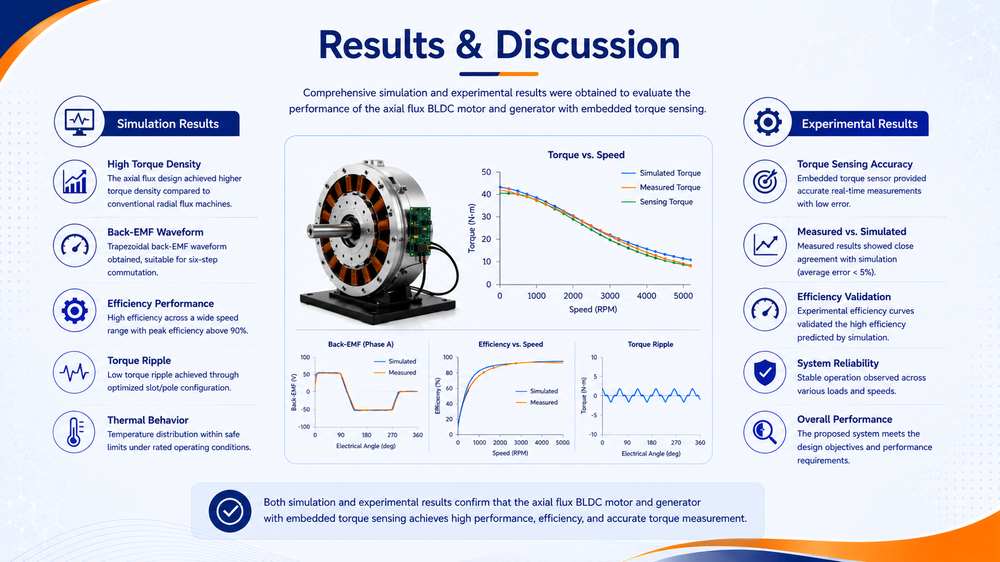 Results & Discussion
Comprehensive simulation and experimental results were obtained to evaluate the
performance of the axial flux BLDC motor and generator with embedded torque sensing.
Simulation Results
High Torque Density
The axial flux design achieved higher
torque density compared to
conventional radial flux machines.
Back-EMF Waveform
Trapezoidal back-EMF waveform
obtained, suitable for six-step
commutation.
Efficiency Performance
High efficiency across a wide speed
range with peak efficiency above 90%.
Torque Ripple
Low torque ripple achieved through
optimized slot/pole configuration.
Thermal Behavior
Temperature distribution within safe
limits under rated operating conditions.
Torque vs. Speed
Simulated Torque
Measured Torque
Sensing Torque
Torque (N·m)
50
40
30
20
10
0
0 1000 2000 3000 4000 5000
Speed (RPM)
Back-EMF (Phase A)
Simulated
Measured
Back-EMF (V)
100
50
0
-50
-100
0 90 180 270 360
Electrical Angle (deg)
Efficiency vs. Speed
Simulated
Measured
Efficiency (%)
100
80
60
40
20
0
0 1000 2000 3000 4000 5000
Speed (RPM)
Torque Ripple
Torque (N·m)
10
5
0
-5
-10
0 90 180 270 360
Electrical Angle (deg)
Experimental Results
Torque Sensing Accuracy
Embedded torque sensor provided
accurate real-time measurements
with low error.
Measured vs. Simulated
Measured results showed close
agreement with simulation
(average error < 5%).
Efficiency Validation
Experimental efficiency curves
validated the high efficiency
predicted by simulation.
System Reliability
Stable operation observed across
various loads and speeds.
Overall Performance
The proposed system meets the
design objectives and performance
requirements.
Both simulation and experimental results confirm that the axial flux BLDC motor and generator
with embedded torque sensing achieves high performance, efficiency, and accurate torque measurement.